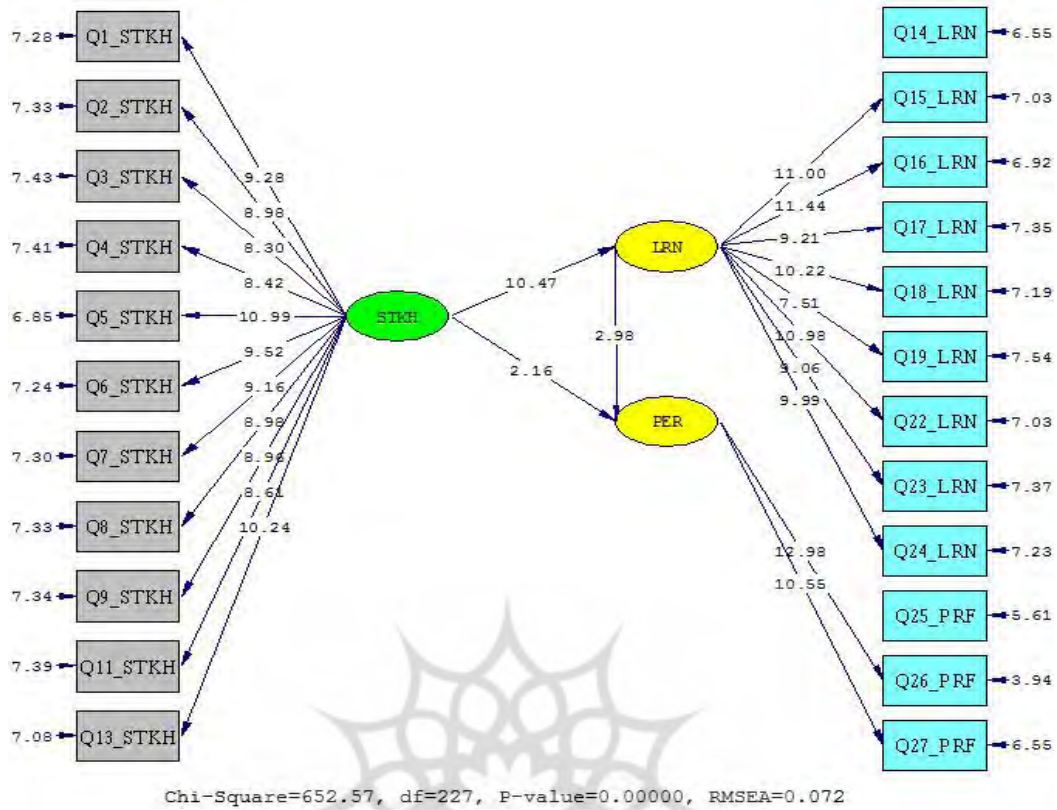 7.28 Q1_STKH
7.33 Q2_STKH
7.43 Q3_STKH
7.41 Q4_STKH
6.85 Q5_STKH
7.24 Q6_STKH
7.30 Q7_STKH
7.33 Q8_STKH
7.34 Q9_STKH
7.39 Q11_STKH
7.08 Q13_STKH
9.28
8.98
8.30
8.42
10.99
9.52
9.16
8.98
8.96
8.61
10.24
STKH
10.47
2.16
LRN
2.98
PER
11.00
11.44
9.21
10.22
7.51
10.98
9.06
9.99
12.98
10.55
Q14_LRN 6.55
Q15_LRN 7.03
Q16_LRN 6.92
Q17_LRN 7.35
Q18_LRN 7.19
Q19_LRN 7.54
Q22_LRN 7.03
Q23_LRN 7.37
Q24_LRN 7.23
Q25_PRF 5.61
Q26_PRF 3.94
Q27_PRF 6.55
Chi-Square=652.57, df=227, P-value=0.00000, RMSEA=0.072